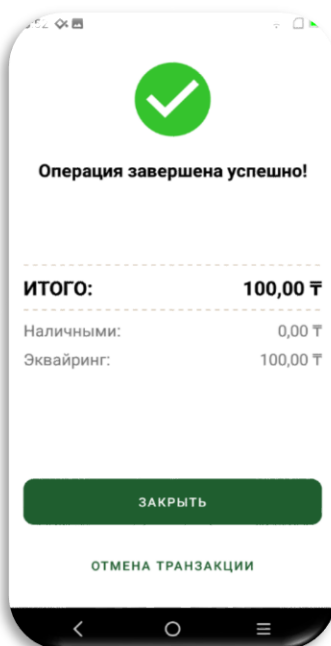 Операция завершена успешно!
ИТОГО: 100,00 ₸
Наличными: 0,00 ₸
Эквайринг: 100,00 ₸
ЗАКРЫТЬ
ОТМЕНА ТРАНЗАКЦИИ